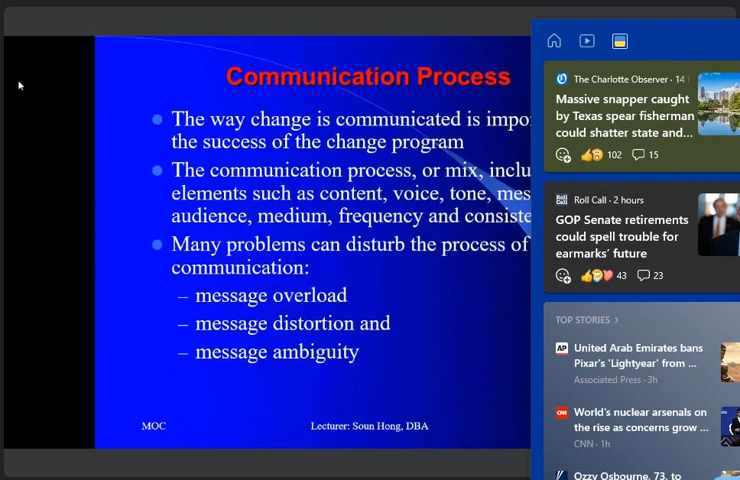 Communication Process
The way change is communicated is
the success of the change program
The communication process, or mix,
elements such as content, voice, tone,
audience, medium, frequency and
Many problems can disturb the process of
communication:
– message overload
– message distortion and
– message ambiguity
MOC
Lecturer: Soun Hong, DBA
The Charlotte Observer · 14
Massive snapper caught
by Texas spear fisherman
could shatter state and...
102
15
Roll Call
Roll Call · 2 hours
GOP Senate retirements
could spell trouble for
earmarks' future
43
23
TOP STORIES >
AP
United Arab Emirates bans
Pixar's 'Lightyear' from ...
Associated Press · 3h
CNN
World's nuclear arsenals on
the rise as concerns grow ...
CNN · 1h
Ozzy Osbourne, 73, to